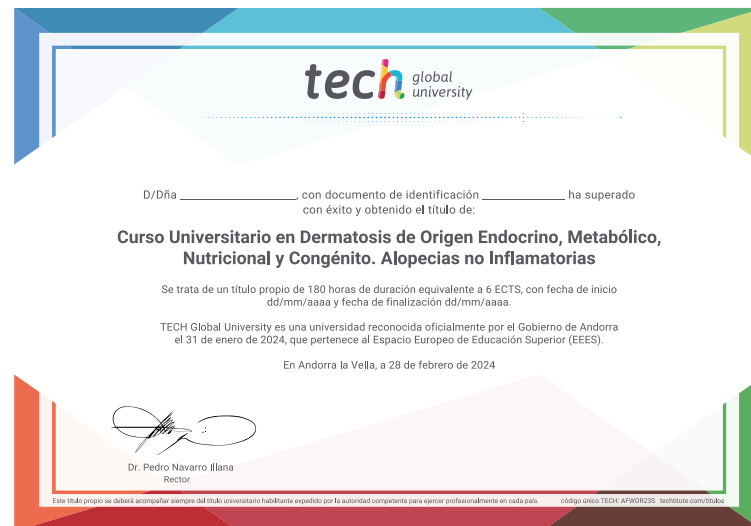 tech global university
D/Dña ______________, con documento de identificación __________ ha superado
con éxito y obtenido el título de:
Curso Universitario en Dermatosis de Origen Endocrino, Metabólico,
Nutricional y Congénito. Alopecias no Inflamatorias
Se trata de un título propio de 180 horas de duración equivalente a 6 ECTS, con fecha de inicio
dd/mm/aaaa y fecha de finalización dd/mm/aaaa.
TECH Global University es una universidad reconocida oficialmente por el Gobierno de Andorra
el 31 de enero de 2024, que pertenece al Espacio Europeo de Educación Superior (EEES).
En Andorra la Vella, a 28 de febrero de 2024
Dr. Pedro Navarro Illana
Rector
Este título propio se deberá acompañar siempre del título universitario habilitante expedido por la autoridad competente para ejercer profesionalmente en cada país. código único TECH: AFWOR23S techtitute.com/titulos